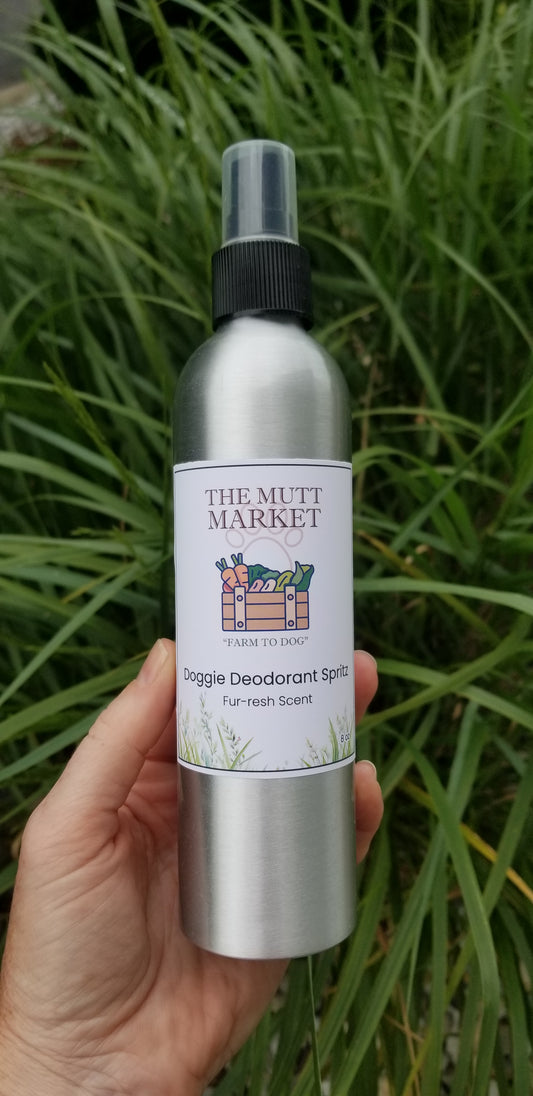 THE MUTT
MARKET
"FARM TO DOG"
Doggie Deodorant Spritz
Fur-resh Scent
8 oz